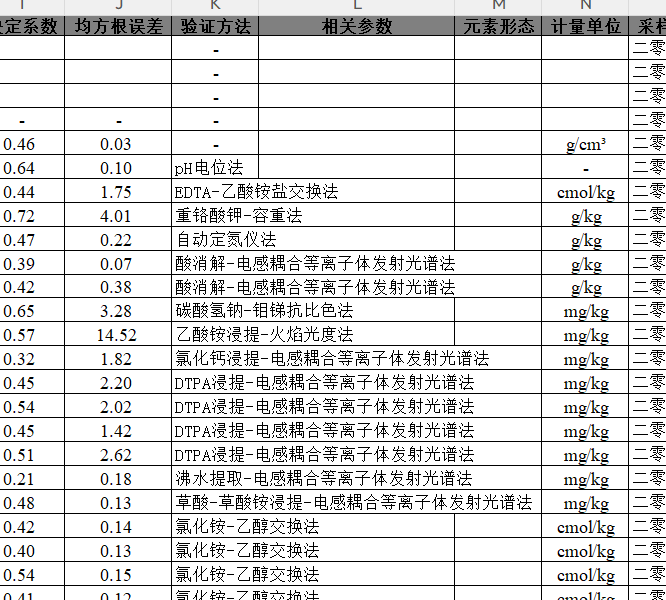 I J K L M N
定系数 均方根误差 验证方法 相关参数 元素形态 计量单位 采样
- 二零
- 二零
- 二零
- - - 二零
0.46 0.03 - g/cm³ 二零
0.64 0.10 pH电位法 - 二零
0.44 1.75 EDTA-乙酸铵盐交换法 cmol/kg 二零
0.72 4.01 重铬酸钾-容重法 g/kg 二零
0.47 0.22 自动定氮仪法 g/kg 二零
0.39 0.07 酸消解-电感耦合等离子体发射光谱法 g/kg 二零
0.42 0.38 酸消解-电感耦合等离子体发射光谱法 g/kg 二零
0.65 3.28 碳酸氢钠-钼锑抗比色法 mg/kg 二零
0.57 14.52 乙酸铵浸提-火焰光度法 mg/kg 二零
0.32 1.82 氯化钙浸提-电感耦合等离子体发射光谱法 mg/kg 二零
0.45 2.20 DTPA浸提-电感耦合等离子体发射光谱法 mg/kg 二零
0.54 2.02 DTPA浸提-电感耦合等离子体发射光谱法 mg/kg 二零
0.45 1.42 DTPA浸提-电感耦合等离子体发射光谱法 mg/kg 二零
0.51 2.62 DTPA浸提-电感耦合等离子体发射光谱法 mg/kg 二零
0.21 0.18 沸水提取-电感耦合等离子体发射光谱法 mg/kg 二零
0.48 0.13 草酸-草酸铵浸提-电感耦合等离子体发射光谱法 mg/kg 二零
0.42 0.14 氯化铵-乙醇交换法 cmol/kg 二零
0.40 0.13 氯化铵-乙醇交换法 cmol/kg 二零
0.54 0.15 氯化铵-乙醇交换法 cmol/kg 二零
0.41 0.12 氯化铵-乙醇交换法 cmol/kg 二零